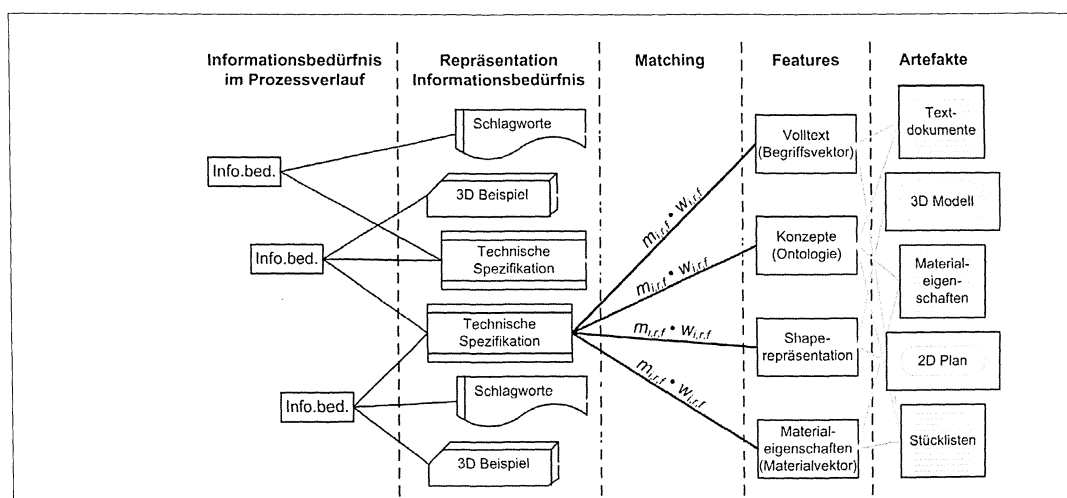 Informationsbedürfnis
im Prozessverlauf
Repräsentation
Informationsbedürfnis
Matching
Features
Artefakte
Info.bed.
Info.bed.
Info.bed.
Schlagworte
3D Beispiel
Technische
Spezifikation
Technische
Spezifikation
Schlagworte
3D Beispiel
m_{i,r,f} • w_{i,r,f}
m_{i,r,f} • w_{i,r,f}
m_{i,r,f} • w_{i,r,f}
m_{i,r,f} • w_{i,r,f}
Volltext
(Begriffsvektor)
Konzepte
(Ontologie)
Shape-
repräsentation
Material-
eigenschaften
(Materialvektor)
Text-
dokumente
3D Modell
Material-
eigen-
schaften
2D Plan
Stücklisten